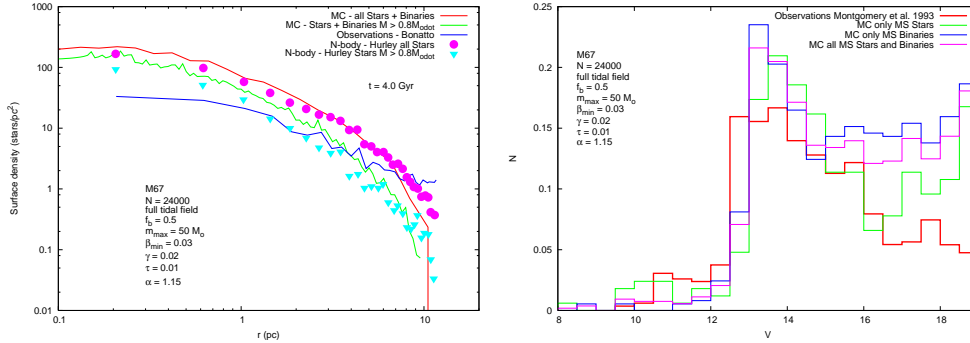 MC - all Stars + Binaries
MC - Stars + Binaries M > 0.8M_odot
Observations - Bonatto
N-body - Hurley all Stars
N-body - Hurley Stars M > 0.8M_odot
t = 4.0 Gyr
M67
N = 24000
full tidal field
f_b = 0.5
m_max = 50 M_o
β_min = 0.03
γ = 0.02
τ = 0.01
α = 1.15
Surface density (stars/pc²)
1000
100
10
1
0.1
0.01
0.1
1
10
r (pc)
Observations Montgomery et al. 1993
MC only MS Stars
MC only MS Binaries
MC all MS Stars and Binaries
M67
N = 24000
full tidal field
f_b = 0.5
m_max = 50 M_o
β_min = 0.03
γ = 0.02
τ = 0.01
α = 1.15
N
0.25
0.2
0.15
0.1
0.05
0
8
10
12
14
16
18
V